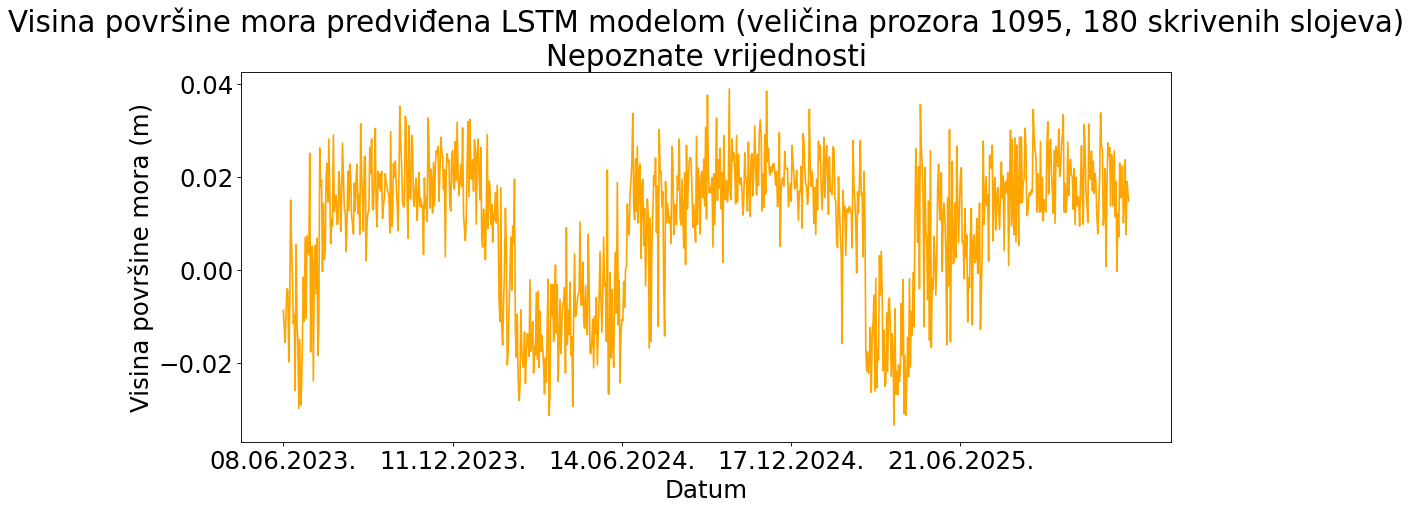 Visina površine mora predviđena LSTM modelom (veličina prozora 1095, 180 skrivenih slojeva)
Nepoznate vrijednosti
Visina površine mora (m)
0.04
0.02
0.00
−0.02
08.06.2023. 11.12.2023. 14.06.2024. 17.12.2024. 21.06.2025.
Datum